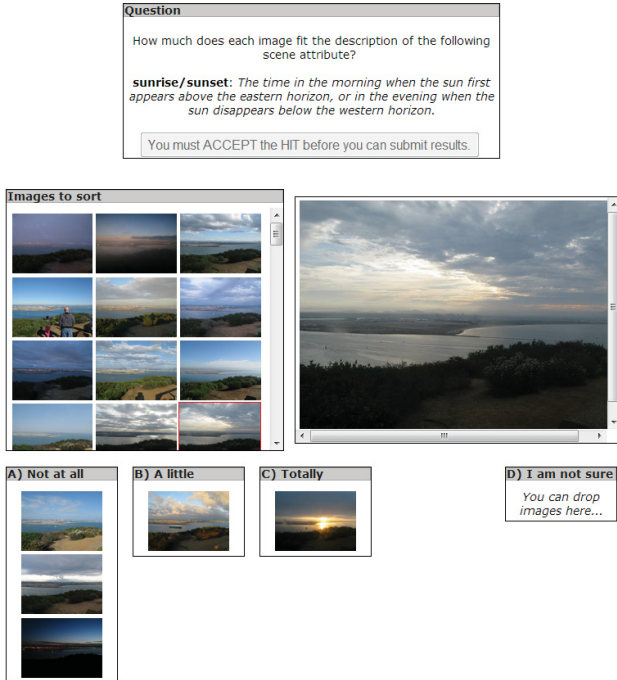 Question
How much does each image fit the description of the following
scene attribute?
sunrise/sunset: The time in the morning when the sun first
appears above the eastern horizon, or in the evening when the
sun disappears below the western horizon.
You must ACCEPT the HIT before you can submit results.
Images to sort
A) Not at all
B) A little
C) Totally
D) I am not sure
You can drop
images here...